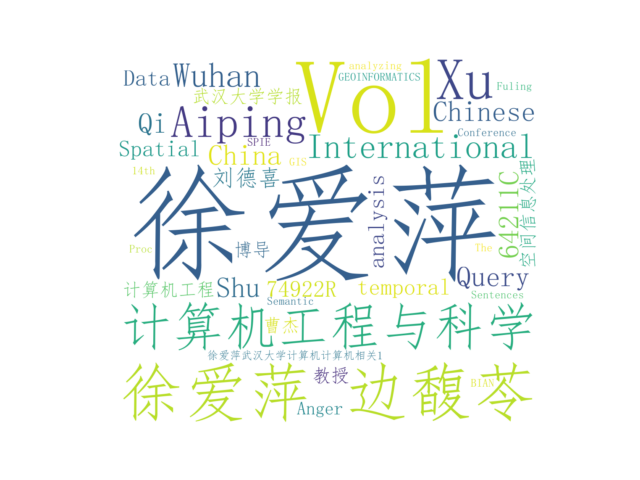 Data Wuhan
武汉大学学报
analyzing
GEOINFORMATICS
Vol
Xu
Fuling
Chinese
Conference
Qi Aiping
SPIE
Spatial
China
GIS
International
14th
刘德喜
analysis
64211C
空间信息处理
徐爱萍
Proc
博导
The
计算机工程
Shu
74922R
temporal
Query
Semantic
Sentences
计算机工程与科学
曹杰
徐爱萍武汉大学计算机计算机相关1
徐爱萍
教授
边馥苓
BIAN
Anger